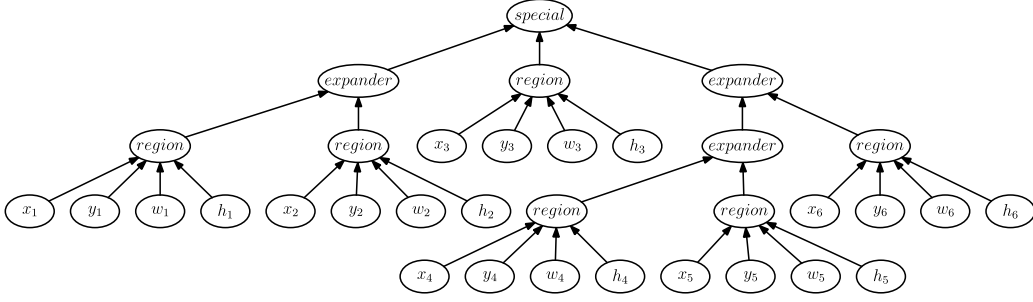 special
expander region expander
region region x₃ y₃ w₃ h₃ expander region
x₁ y₁ w₁ h₁ x₂ y₂ w₂ h₂ region region x₆ y₆ w₆ h₆
x₄ y₄ w₄ h₄ x₅ y₅ w₅ h₅